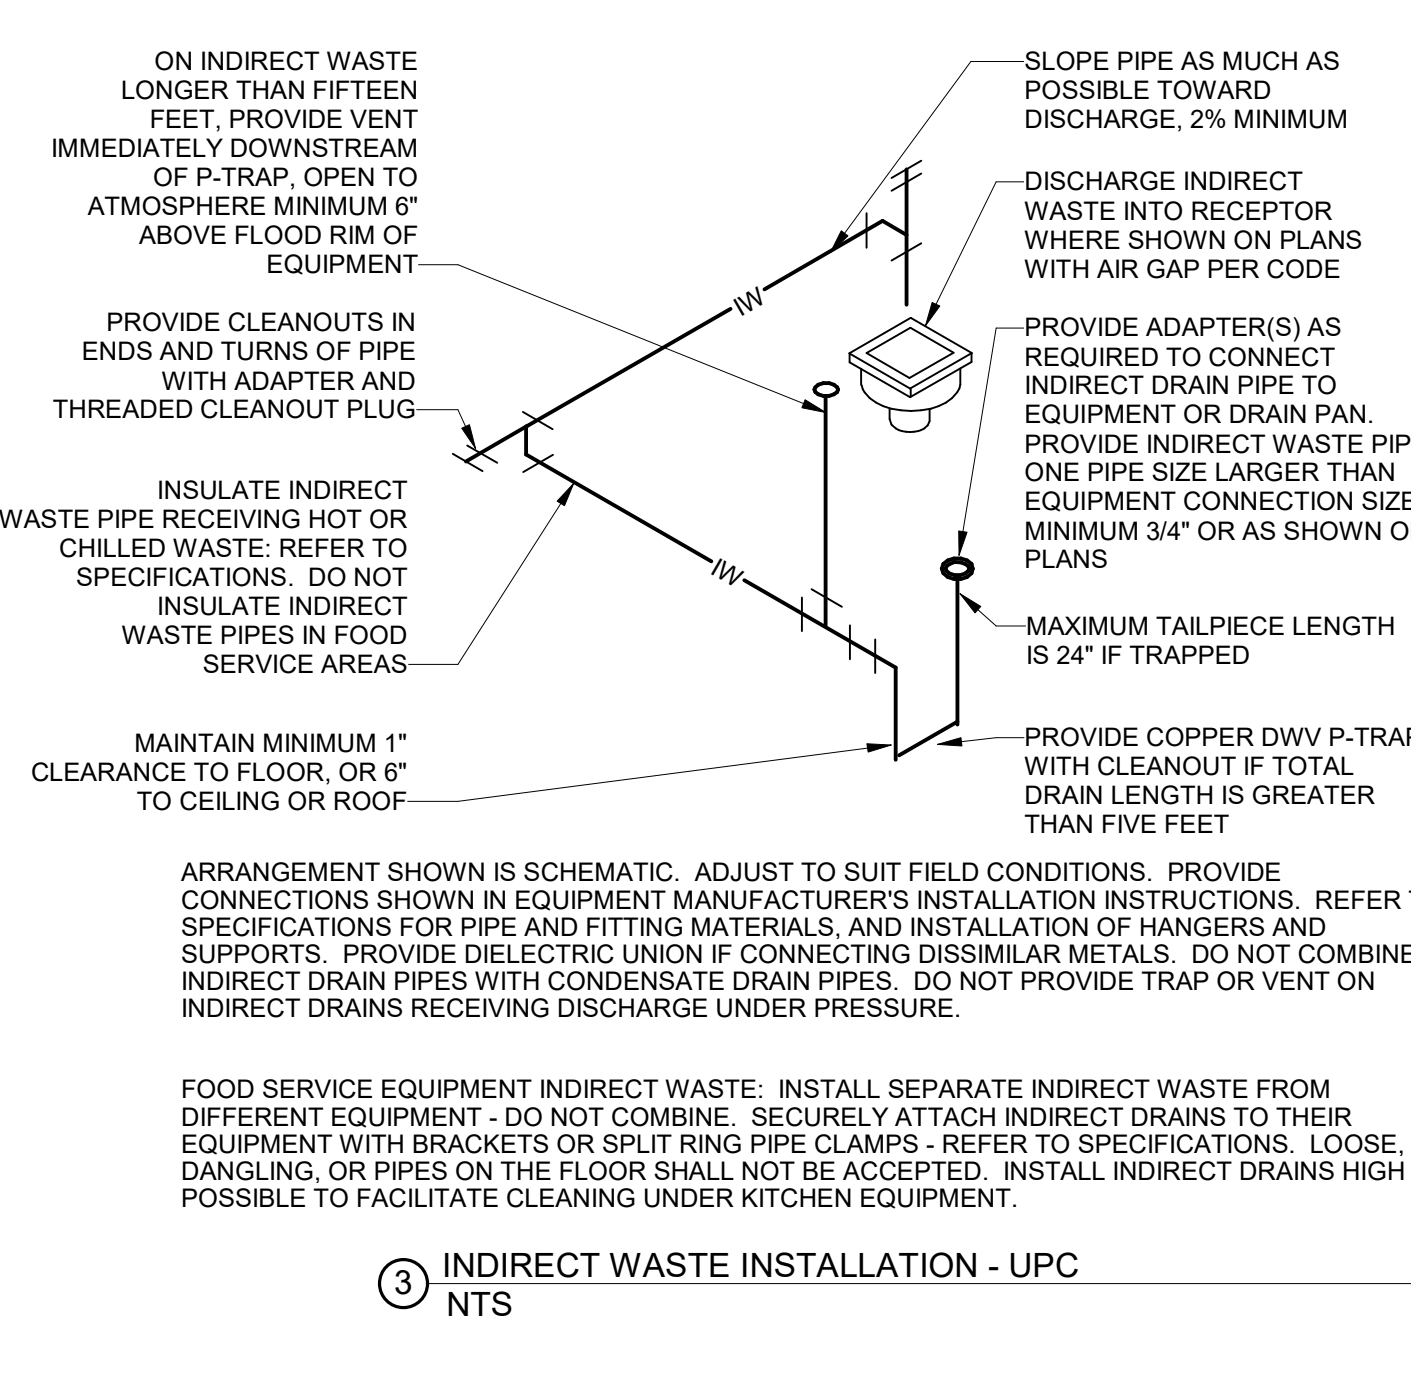 ON INDIRECT WASTE
LONGER THAN FIFTEEN
FEET, PROVIDE VENT
IMMEDIATELY DOWNSTREAM
OF P-TRAP, OPEN TO
ATMOSPHERE MINIMUM 6"
ABOVE FLOOD RIM OF
EQUIPMENT
PROVIDE CLEANOUTS IN
ENDS AND TURNS OF PIPE
WITH ADAPTER AND
THREADED CLEANOUT PLUG
INSULATE INDIRECT
WASTE PIPE RECEIVING HOT OR
CHILLED WASTE: REFER TO
SPECIFICATIONS. DO NOT
INSULATE INDIRECT
WASTE PIPES IN FOOD
SERVICE AREAS
MAINTAIN MINIMUM 1"
CLEARANCE TO FLOOR, OR 6"
TO CEILING OR ROOF
IW
IW
SLOPE PIPE AS MUCH AS
POSSIBLE TOWARD
DISCHARGE, 2% MINIMUM
DISCHARGE INDIRECT
WASTE INTO RECEPTOR
WHERE SHOWN ON PLANS
WITH AIR GAP PER CODE
PROVIDE ADAPTER(S) AS
REQUIRED TO CONNECT
INDIRECT DRAIN PIPE TO
EQUIPMENT OR DRAIN PAN.
PROVIDE INDIRECT WASTE PIP
ONE PIPE SIZE LARGER THAN
EQUIPMENT CONNECTION SIZE
MINIMUM 3/4" OR AS SHOWN O
PLANS
MAXIMUM TAILPIECE LENGTH
IS 24" IF TRAPPED
PROVIDE COPPER DWV P-TRAP
WITH CLEANOUT IF TOTAL
DRAIN LENGTH IS GREATER
THAN FIVE FEET
ARRANGEMENT SHOWN IS SCHEMATIC. ADJUST TO SUIT FIELD CONDITIONS. PROVIDE
CONNECTIONS SHOWN IN EQUIPMENT MANUFACTURER'S INSTALLATION INSTRUCTIONS. REFER T
SPECIFICATIONS FOR PIPE AND FITTING MATERIALS, AND INSTALLATION OF HANGERS AND
SUPPORTS. PROVIDE DIELECTRIC UNION IF CONNECTING DISSIMILAR METALS. DO NOT COMBINE
INDIRECT DRAIN PIPES WITH CONDENSATE DRAIN PIPES. DO NOT PROVIDE TRAP OR VENT ON
INDIRECT DRAINS RECEIVING DISCHARGE UNDER PRESSURE.
FOOD SERVICE EQUIPMENT INDIRECT WASTE: INSTALL SEPARATE INDIRECT WASTE FROM
DIFFERENT EQUIPMENT - DO NOT COMBINE. SECURELY ATTACH INDIRECT DRAINS TO THEIR
EQUIPMENT WITH BRACKETS OR SPLIT RING PIPE CLAMPS - REFER TO SPECIFICATIONS. LOOSE,
DANGLING, OR PIPES ON THE FLOOR SHALL NOT BE ACCEPTED. INSTALL INDIRECT DRAINS HIGH
POSSIBLE TO FACILITATE CLEANING UNDER KITCHEN EQUIPMENT.
3 INDIRECT WASTE INSTALLATION - UPC
NTS